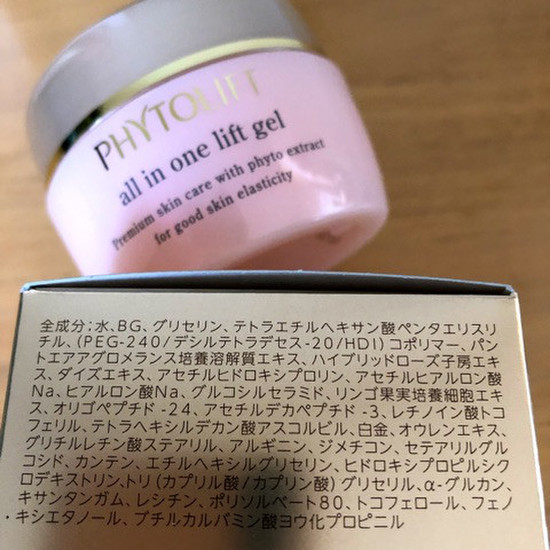 PHYTOLIFT
all in one lift gel
Premium skin care with phyto extract
for good skin elasticity
全成分:水、BG、グリセリン、テトラエチルヘキサン酸ペンタエリスリ
チル、(PEG-240/デシルテトラデセス-20/HDI)コポリマー、パン
トエアアグロメランス培養溶解質エキス、ハイブリッドローズ子房エキ
ス、ダイズエキス、アセチルヒドロキシプロリン、アセチルヒアルロン酸
Na、ヒアルロン酸Na、グルコシルセラミド、リンゴ果実培養細胞エキ
ス、オリゴペプチド-24、アセチルデカペプチド-3、レチノイン酸トコ
フェリル、テトラヘキシルデカン酸アスコルビル、白金、オウレンエキス、
グリチルレチン酸ステアリル、アルギニン、ジメチコン、セテアリルグル
コシド、カンテン、エチルヘキシルグリセリン、ヒドロキシプロピルシク
ロデキストリン、トリ(カプリル酸/カプリン酸)グリセリル、α-グルカン、
キサンタンガム、レシチン、ポリソルベート80、トコフェロール、フェノ
キシエタノール、ブチルカルバミン酸ヨウ化プロピニル